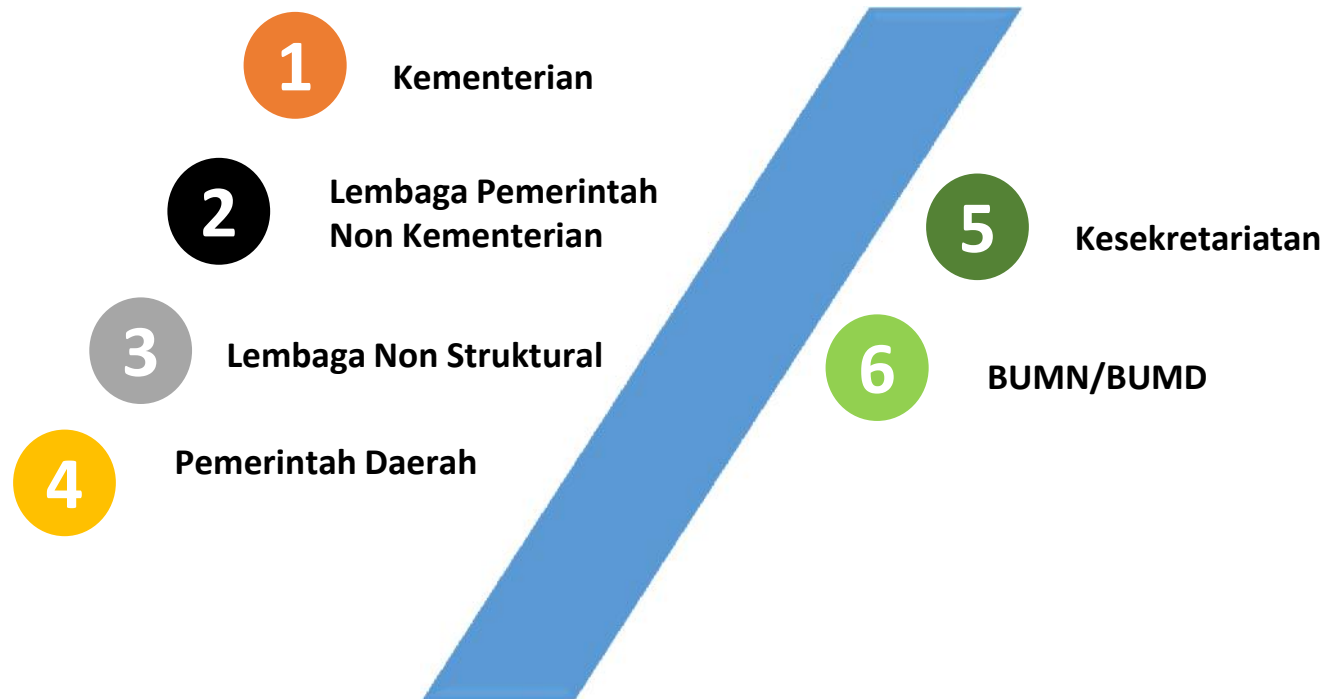 1
Kementerian
2
Lembaga Pemerintah
Non Kementerian
3
Lembaga Non Struktural
4
Pemerintah Daerah
5
Kesekretariatan
6
BUMN/BUMD